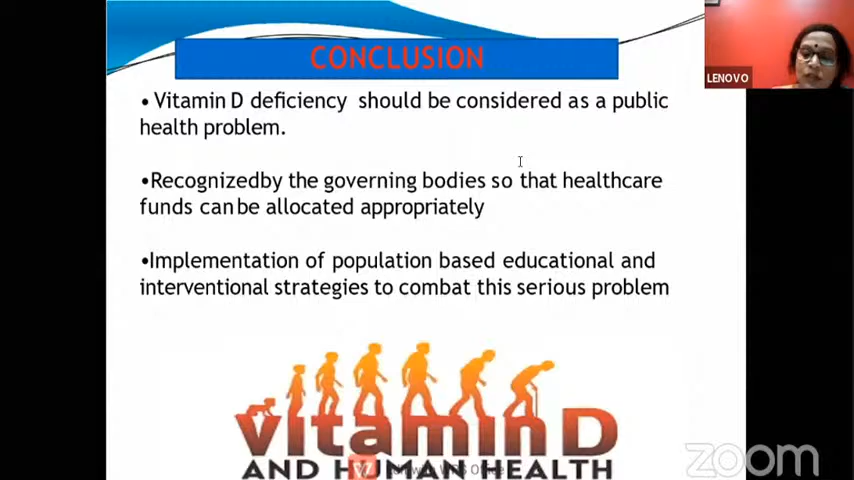 CONCLUSION
LENOVO
• Vitamin D deficiency should be considered as a public
health problem.
•Recognizedby the governing bodies so that healthcare
funds can be allocated appropriately
•Implementation of population based educational and
interventional strategies to combat this serious problem
vitamin D
AND HUMAN HEALTH
zoom